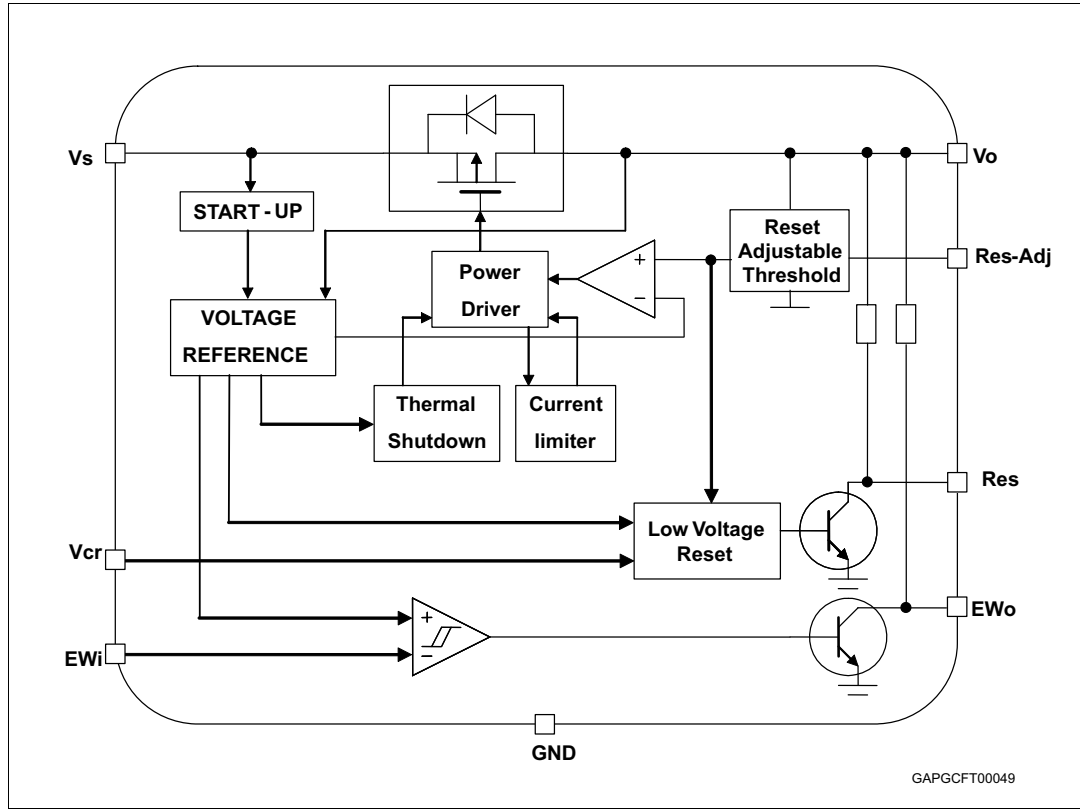 Vs
Vo
START - UP
Reset
Adjustable
Threshold
Res-Adj
Power
Driver
+
−
VOLTAGE
REFERENCE
Thermal
Shutdown
Current
limiter
Res
Low Voltage
Reset
Vcr
EWo
+
−
EWi
GND
GAPGCFT00049